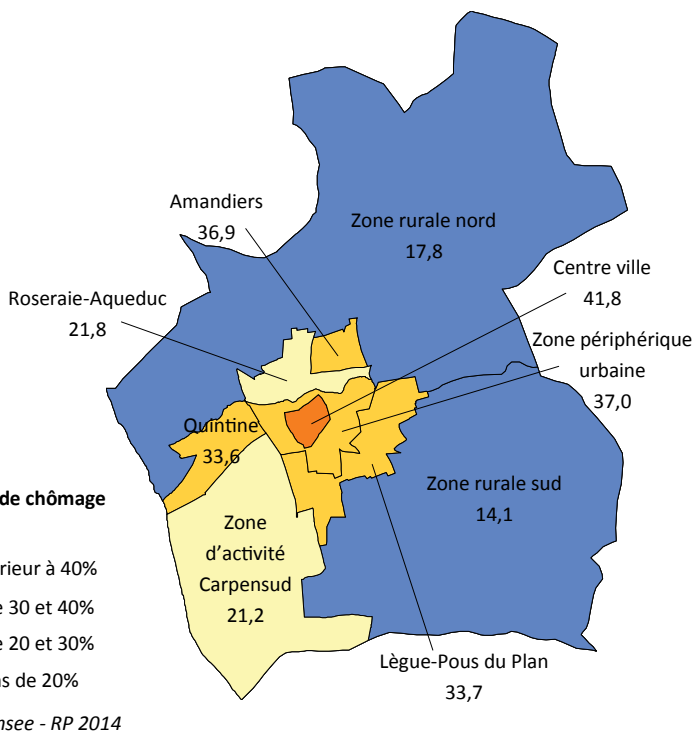 Amandiers
36,9
Zone rurale nord
17,8
Centre ville
41,8
Roseraie-Aqueduc
21,8
Zone périphérique
urbaine
37,0
Quintine
33,6
Zone rurale sud
14,1
de chômage
Zone
d'activité
Carpensud
21,2
rieur à 40%
30 et 40%
20 et 30%
de 20%
Lègue-Pous du Plan
33,7
nsee - RP 2014